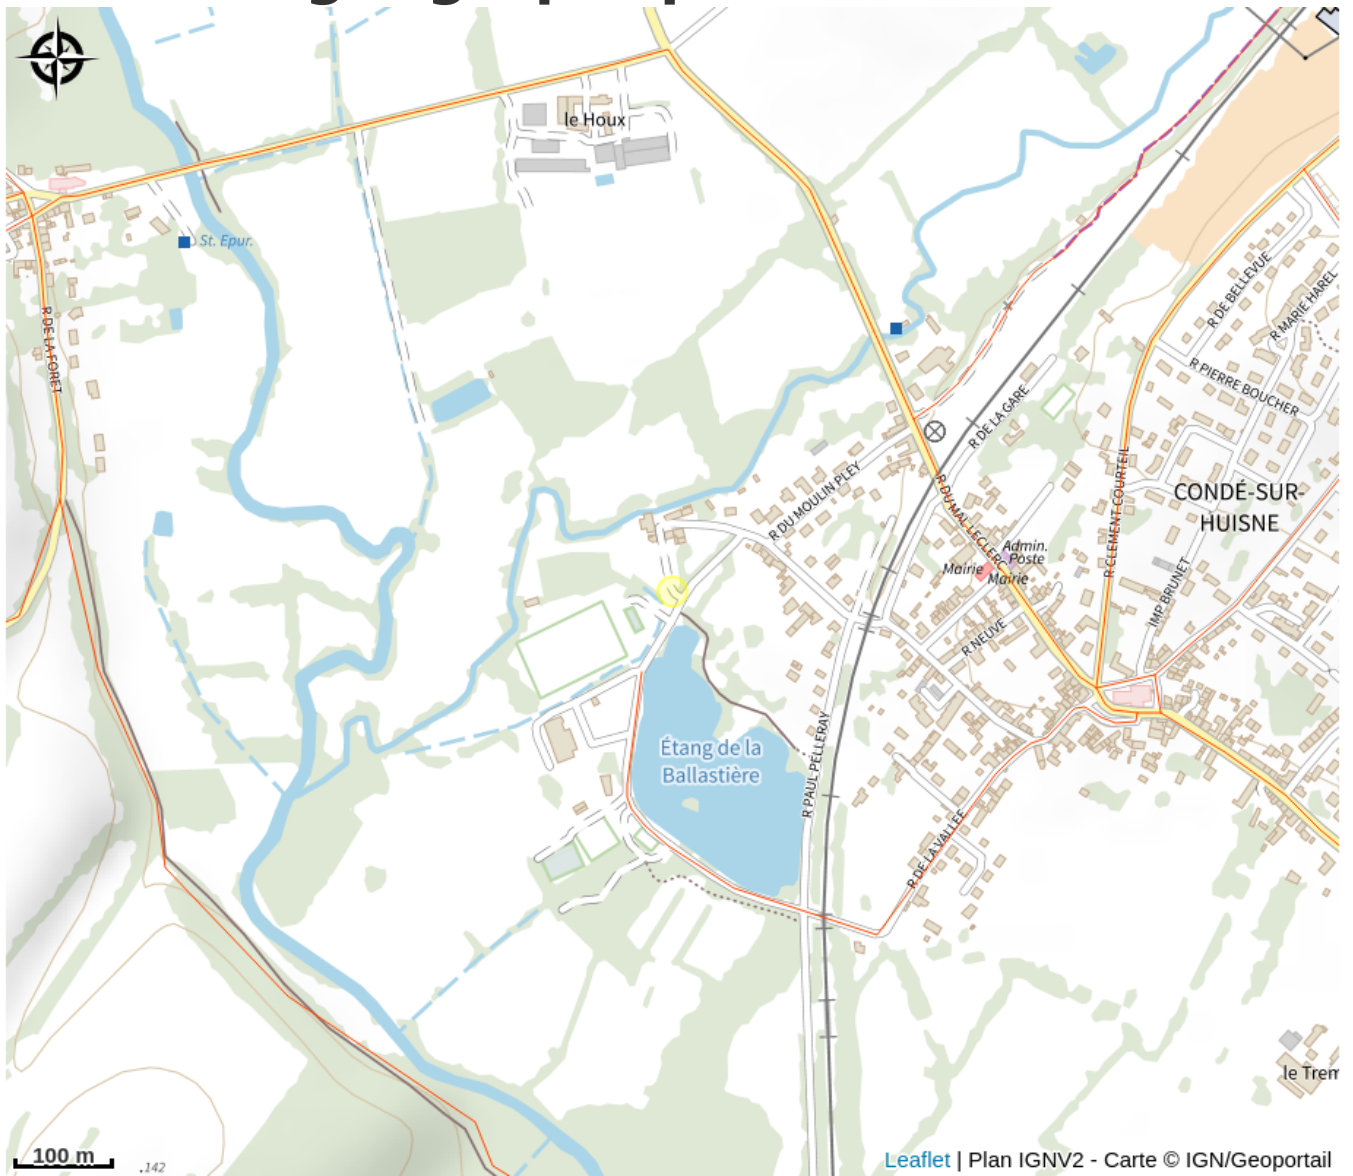 le Houx
St. Epur.
R DE LA FORET
R DE BELLEVUE
R MARIE HAREL
R PIERRE BOUCHER
R DE LA GARE
R DU MOULIN PLEY
R DU MAL LECLERC
R CLEMENT COURTEIL
CONDÉ-SUR-
HUISNE
Admin.
Poste
Mairie
Mairie
IMP BRUNET
R NEUVE
Étang de la
Ballastière
R PAUL PELLERAY
R DE LA VALLEE
le Trem
100 m
.142
Leaflet | Plan IGNV2 - Carte © IGN/Geoportail